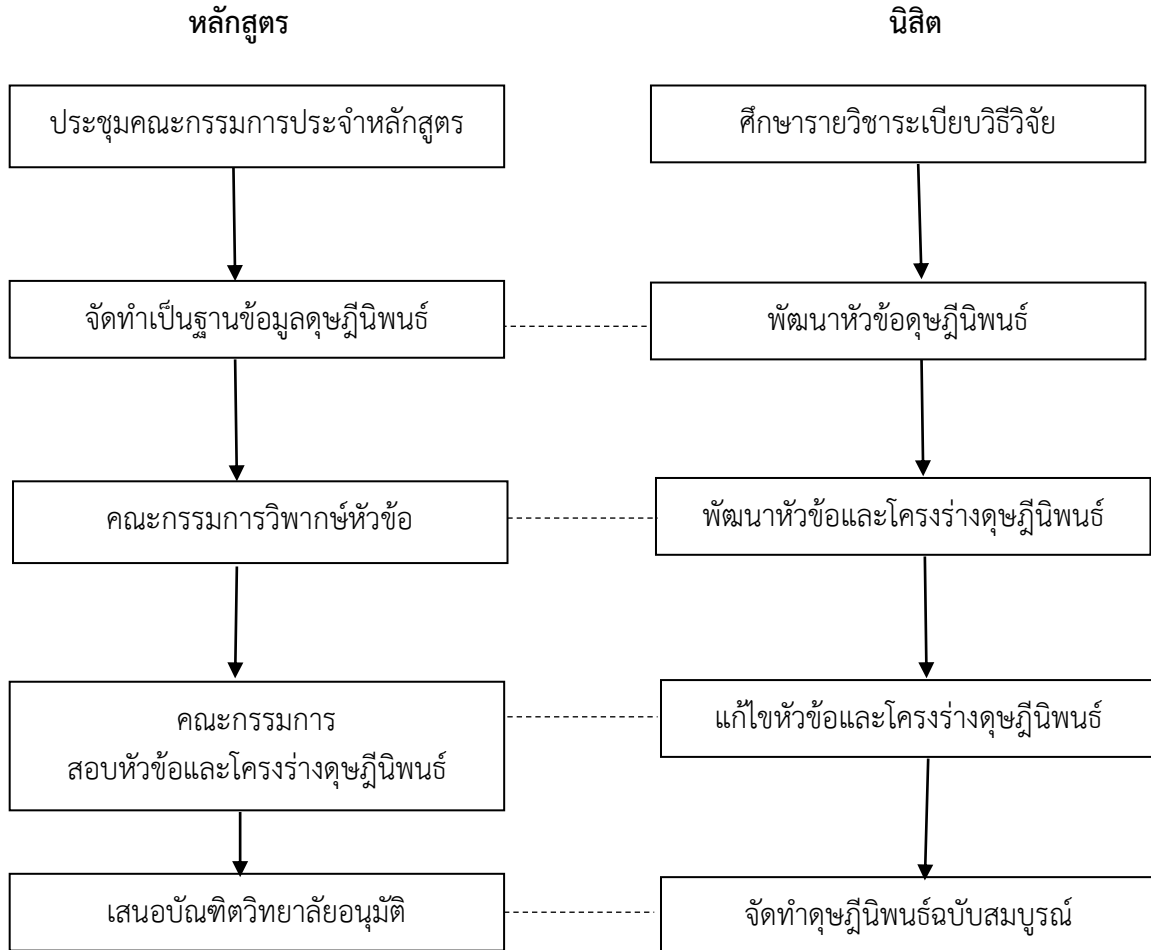 หลักสูตร
นิสิต
ประชุมคณะกรรมการประจำหลักสูตร
ศึกษารายวิชาระเบียบวิธีวิจัย
จัดทำเป็นฐานข้อมูลดุษฎีนิพนธ์
พัฒนาหัวข้อดุษฎีนิพนธ์
คณะกรรมการวิพากษ์หัวข้อ
พัฒนาหัวข้อและโครงร่างดุษฎีนิพนธ์
คณะกรรมการ
สอบหัวข้อและโครงร่างดุษฎีนิพนธ์
แก้ไขหัวข้อและโครงร่างดุษฎีนิพนธ์
เสนอบัณฑิตวิทยาลัยอนุมัติ
จัดทำดุษฎีนิพนธ์ฉบับสมบูรณ์